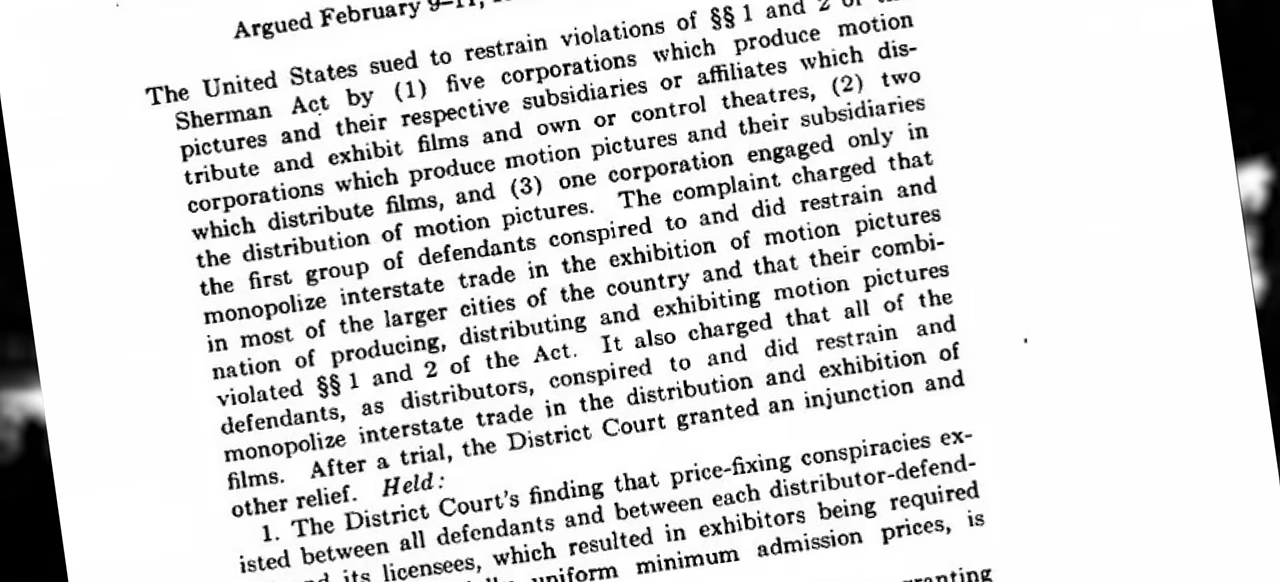 Argued February 9–11,
The United States sued to restrain violations of §§ 1 and 2
Sherman Act by (1) five corporations which produce motion
pictures and their respective subsidiaries or affiliates which dis-
tribute and exhibit films and own or control theatres, (2) two
corporations which produce motion pictures and their subsidiaries
which distribute films, and (3) one corporation engaged only in
the distribution of motion pictures. The complaint charged that
the first group of defendants conspired to and did restrain and
monopolize interstate trade in the exhibition of motion pictures
in most of the larger cities of the country and that their combi-
nation of producing, distributing and exhibiting motion pictures
violated §§ 1 and 2 of the Act. It also charged that all of the
defendants, as distributors, conspired to and did restrain and
monopolize interstate trade in the distribution and exhibition of
films. After a trial, the District Court granted an injunction and
other relief. Held:
1. The District Court's finding that price-fixing conspiracies ex-
isted between all defendants and between each distributor-defend-
its licensees, which resulted in exhibitors being required
uniform minimum admission prices, is